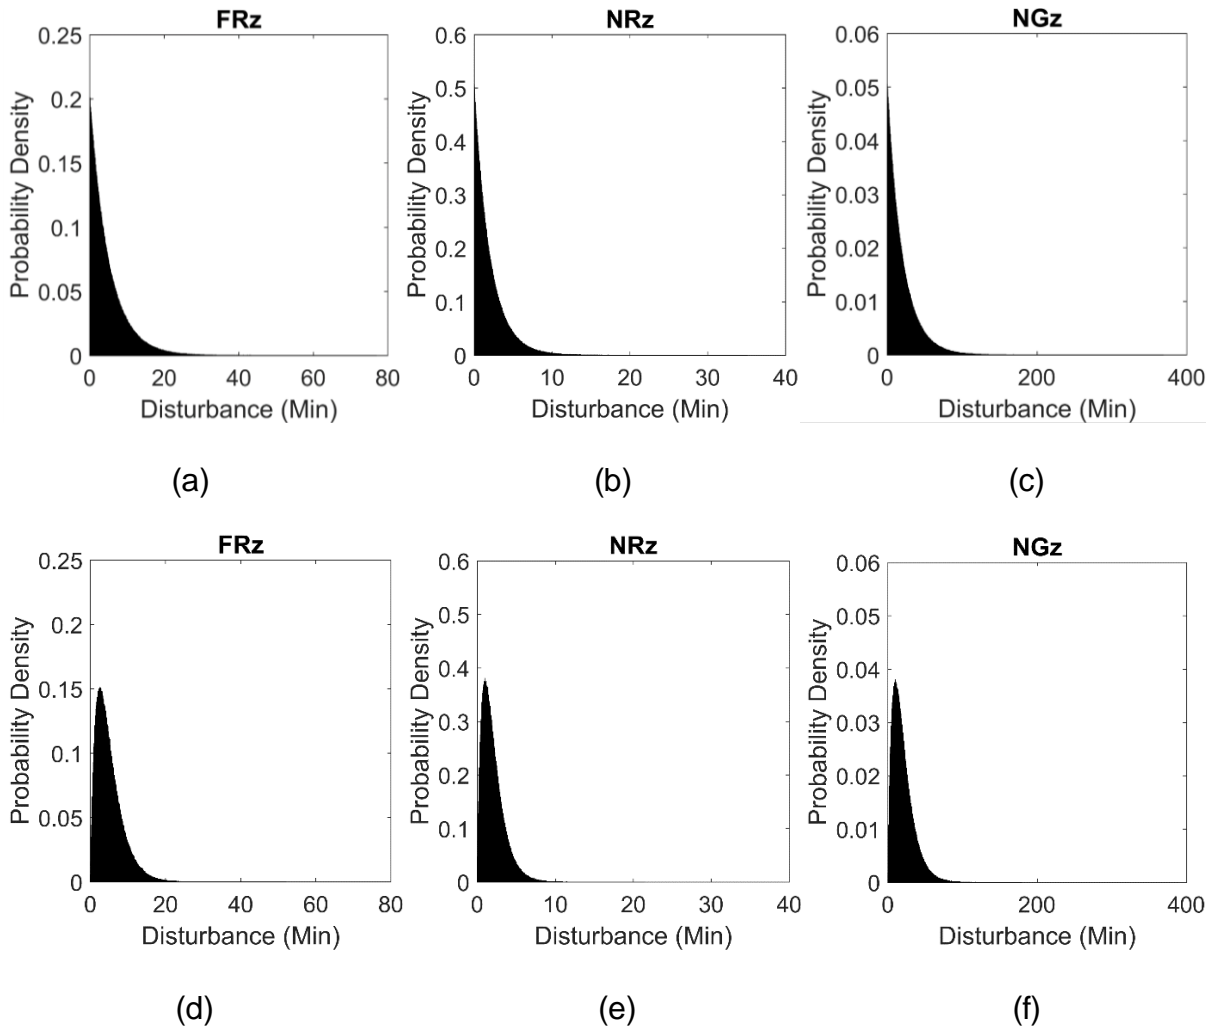 FRz
0.25
0.2
0.15
0.1
0.05
0
Probability Density
0 20 40 60 80
Disturbance (Min)
(a)
NRz
0.6
0.5
0.4
0.3
0.2
0.1
0
Probability Density
0 10 20 30 40
Disturbance (Min)
(b)
NGz
0.06
0.05
0.04
0.03
0.02
0.01
0
Probability Density
0 200 400
Disturbance (Min)
(c)
FRz
0.25
0.2
0.15
0.1
0.05
0
Probability Density
0 20 40 60 80
Disturbance (Min)
(d)
NRz
0.6
0.5
0.4
0.3
0.2
0.1
0
Probability Density
0 10 20 30 40
Disturbance (Min)
(e)
NGz
0.06
0.05
0.04
0.03
0.02
0.01
0
Probability Density
0 200 400
Disturbance (Min)
(f)